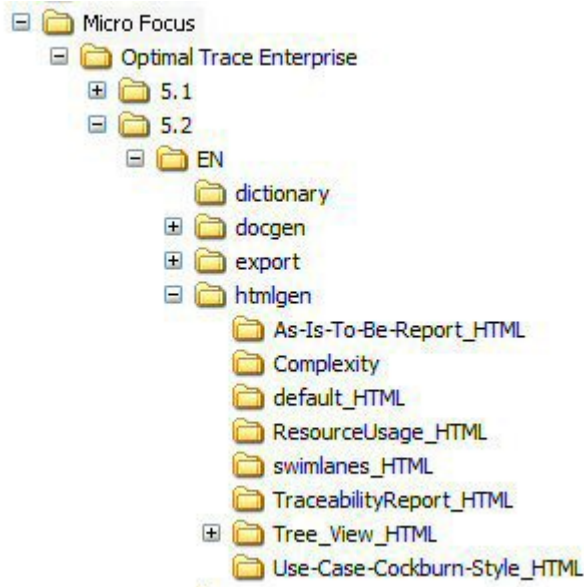 Micro Focus
Optimal Trace Enterprise
5.1
5.2
EN
dictionary
docgen
export
htmlgen
As-Is-To-Be-Report_HTML
Complexity
default_HTML
ResourceUsage_HTML
swimlanes_HTML
TraceabilityReport_HTML
Tree_View_HTML
Use-Case-Cockburn-Style_HTML